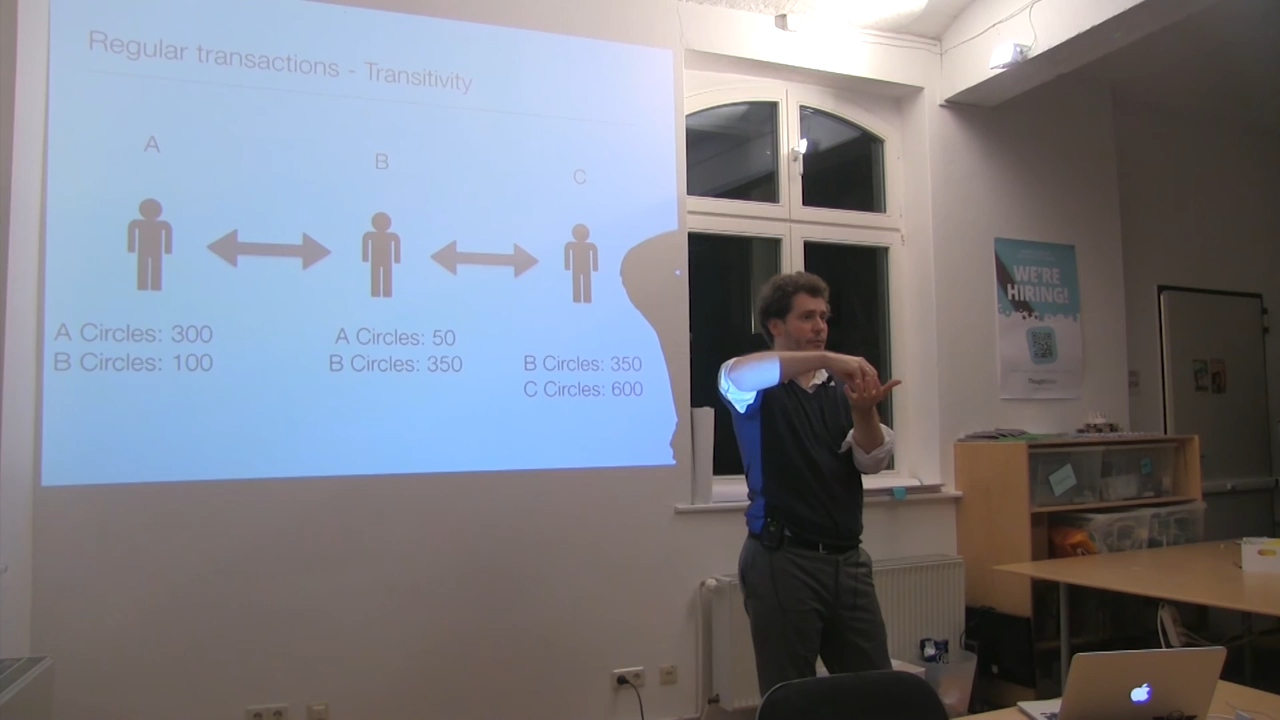 Regular transactions - Transitivity
A
B
C
A Circles: 300
B Circles: 100
A Circles: 50
B Circles: 350
B Circles: 350
C Circles: 600
WE'RE
HIRING!